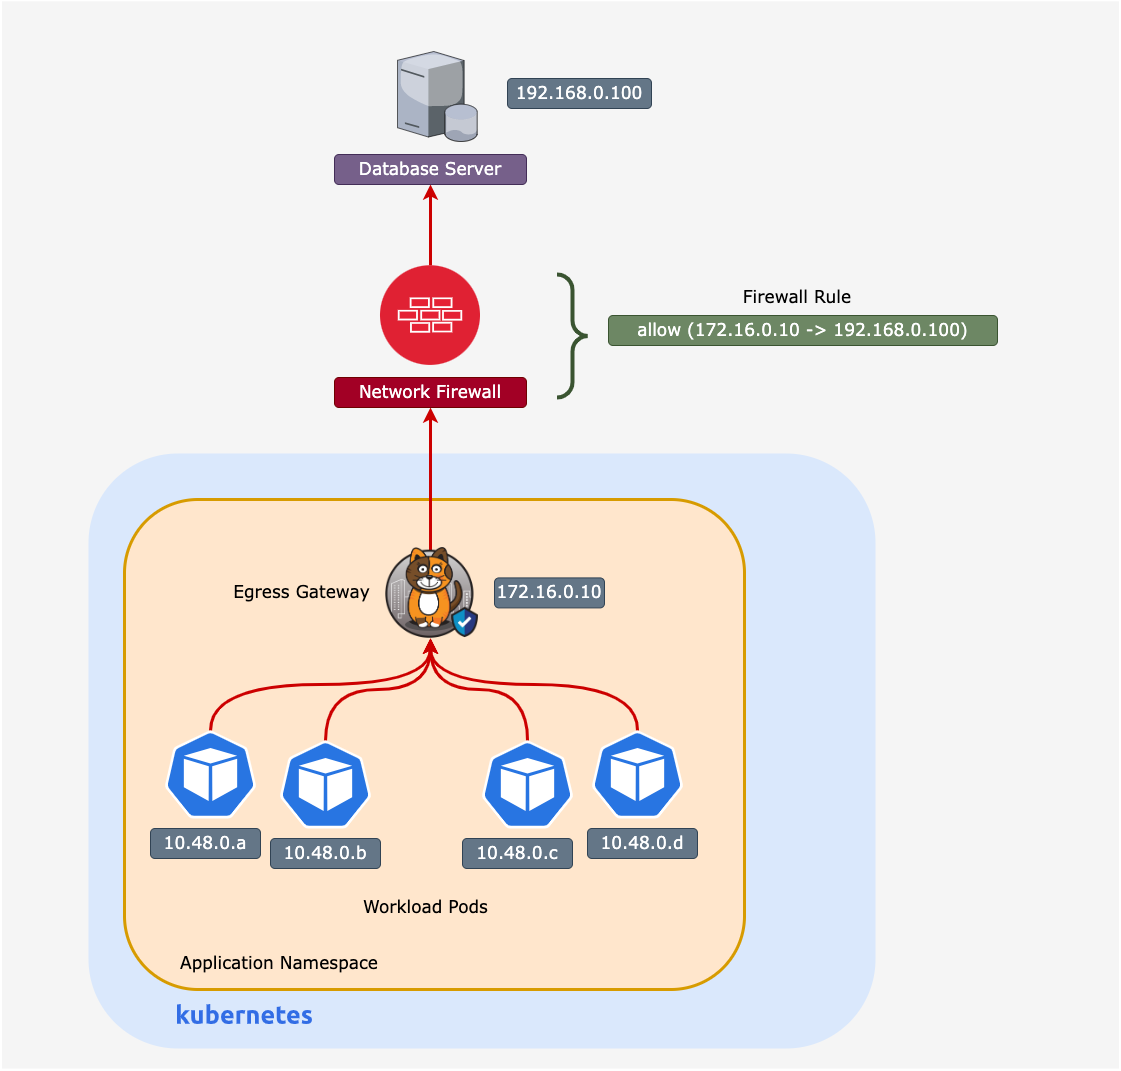 192.168.0.100
Database Server
Firewall Rule
allow (172.16.0.10 -> 192.168.0.100)
Network Firewall
Egress Gateway
172.16.0.10
10.48.0.a
10.48.0.b
10.48.0.c
10.48.0.d
Workload Pods
Application Namespace
kubernetes